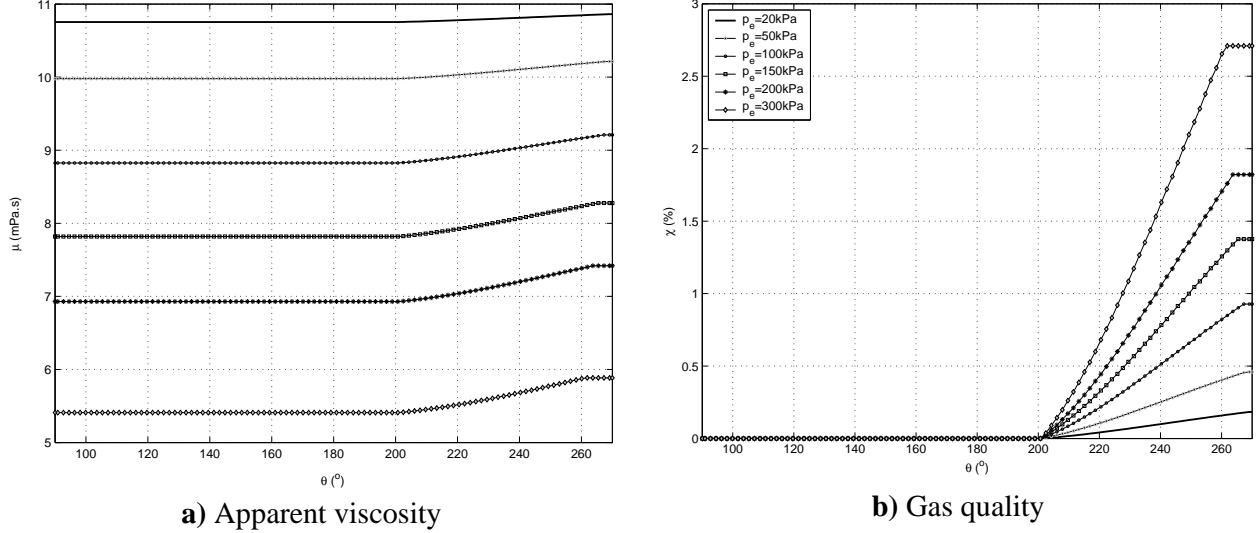 11
10
9
8
7
6
5
μ (mPa.s)
100 120 140 160 180 200 220 240 260
θ (°)
a) Apparent viscosity
3
2.5
2
1.5
1
0.5
0
χ (%)
p_e=20kPa
p_e=50kPa
p_e=100kPa
p_e=150kPa
p_e=200kPa
p_e=300kPa
100 120 140 160 180 200 220 240 260
θ (°)
b) Gas quality